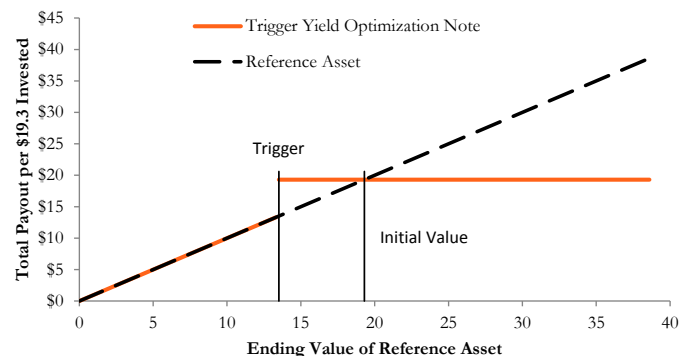 $45
$40
$35
$30
$25
$20
$15
$10
$5
$0
Total Payout per $19.3 Invested
Trigger Yield Optimization Note
Reference Asset
Trigger
Initial Value
0 5 10 15 20 25 30 35 40
Ending Value of Reference Asset